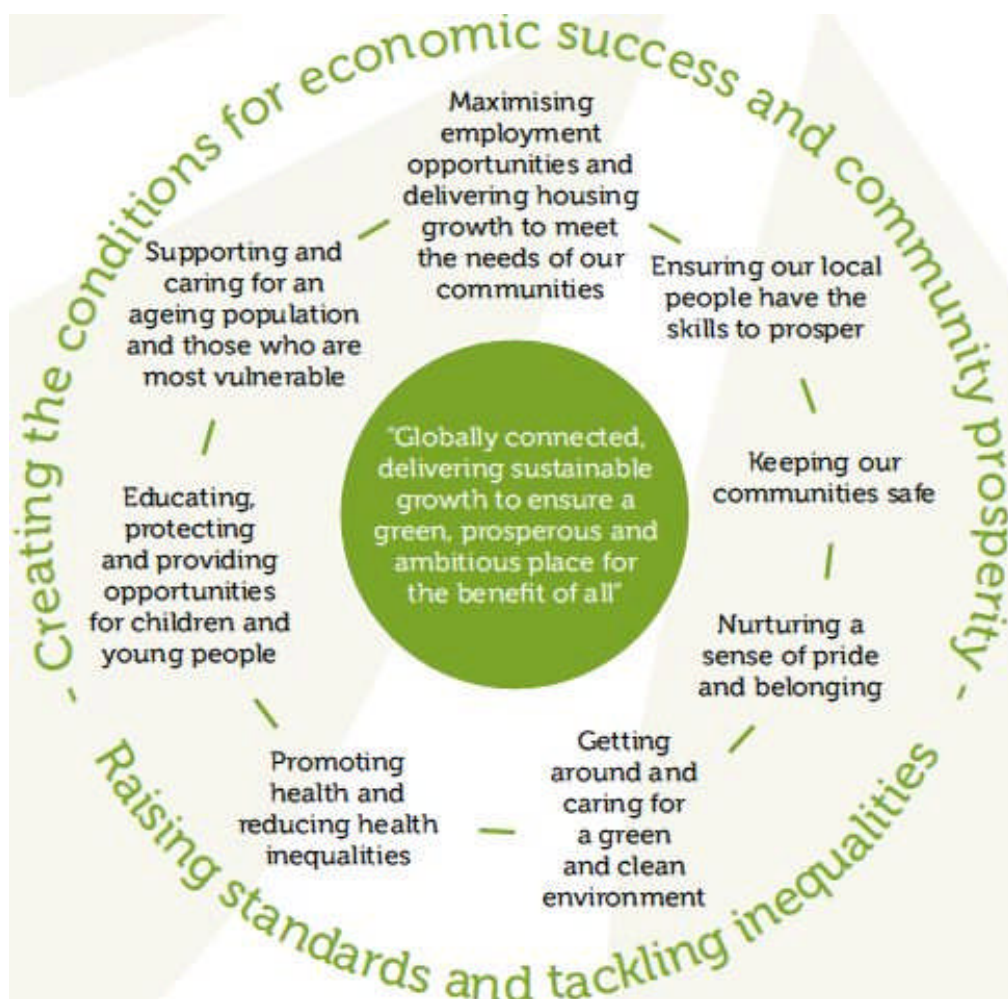 Creating the conditions for economic success and community prosperity -
Raising standards and tackling inequalities -
Maximising
employment
opportunities and
delivering housing
growth to meet
the needs of our
communities
Ensuring our local
people have the
skills to prosper
Keeping our
communities safe
Nurturing a
sense of pride
and belonging
Getting
around and
caring for
a green
and clean
environment
Promoting
health and
reducing health
inequalities
Educating,
protecting
and providing
opportunities
for children and
young people
Supporting and
caring for an
ageing population
and those who are
most vulnerable
"Globally connected,
delivering sustainable
growth to ensure a
green, prosperous and
ambitious place for
the benefit of all"